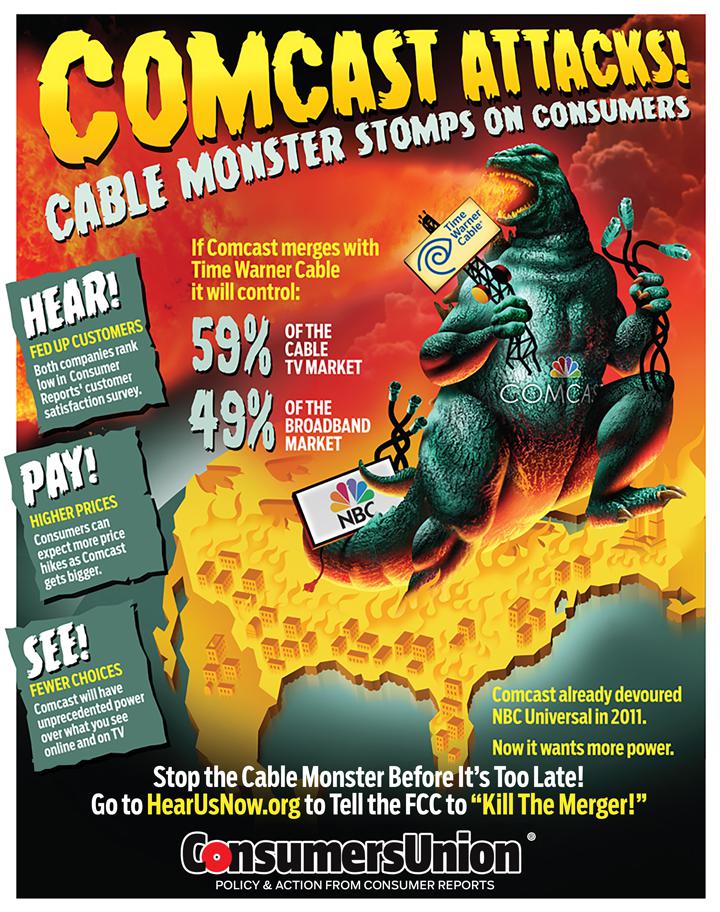 COMCAST ATTACKS!
CABLE MONSTER STOMPS ON CONSUMERS
If Comcast merges with
Time Warner Cable
it will control:
59% OF THE
CABLE
TV MARKET
49% OF THE
BROADBAND
MARKET
Time
Warner
Cable
COMCAS
NBC
HEAR!
FED UP CUSTOMERS
Both companies rank
low in Consumer
Reports' customer
satisfaction survey.
PAY!
HIGHER PRICES
Consumers can
expect more price
hikes as Comcast
gets bigger.
SEE!
FEWER CHOICES
Comcast will have
unprecedented power
over what you see
online and on TV
Comcast already devoured
NBC Universal in 2011.
Now it wants more power.
Stop the Cable Monster Before It's Too Late!
Go to HearUsNow.org to Tell the FCC to “Kill The Merger!”
ConsumersUnion®
POLICY & ACTION FROM CONSUMER REPORTS